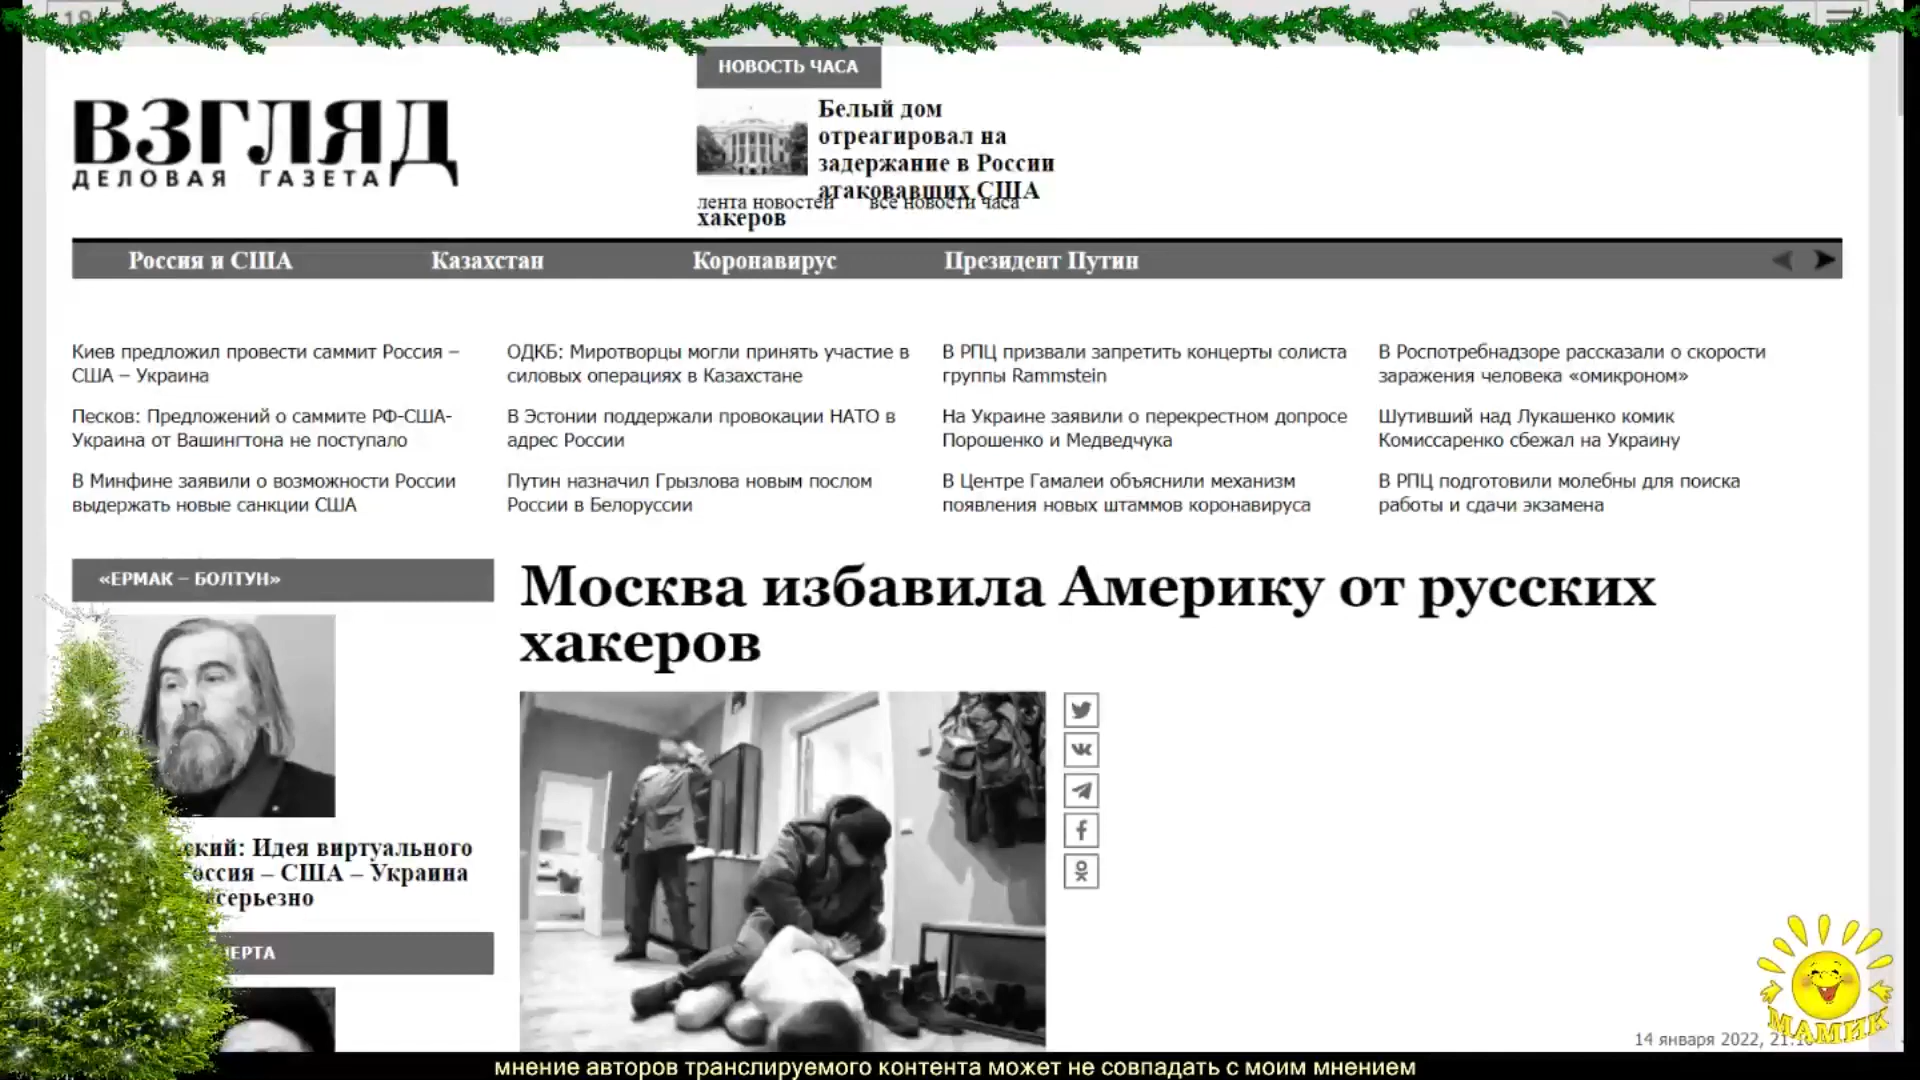 НОВОСТЬ ЧАСА
ВЗГЛЯД
ДЕЛОВАЯ ГАЗЕТА
Белый дом
отреагировал на
задержание в России
атаковавших США
хакеров
лента новостей все новости часа
Россия и США Казахстан Коронавирус Президент Путин
Киев предложил провести саммит Россия –
США – Украина
Песков: Предложений о саммите РФ-США-
Украина от Вашингтона не поступало
В Минфине заявили о возможности России
выдержать новые санкции США
ОДКБ: Миротворцы могли принять участие в
силовых операциях в Казахстане
В Эстонии поддержали провокации НАТО в
адрес России
Путин назначил Грызлова новым послом
России в Белоруссии
В РПЦ призвали запретить концерты солиста
группы Rammstein
На Украине заявили о перекрестном допросе
Порошенко и Медведчука
В Центре Гамалеи объяснили механизм
появления новых штаммов коронавируса
В Роспотребнадзоре рассказали о скорости
заражения человека «омикроном»
Шутивший над Лукашенко комик
Комиссаренко сбежал на Украину
В РПЦ подготовили молебны для поиска
работы и сдачи экзамена
«ЕРМАК – БОЛТУН»
ский: Идея виртуального
оссия – США – Украина
серьезно
ЕРТА
Москва избавила Америку от русских
хакеров
МАМИК
14 января 2022, 21:
мнение авторов транслируемого контента может не совпадать с моим мнением